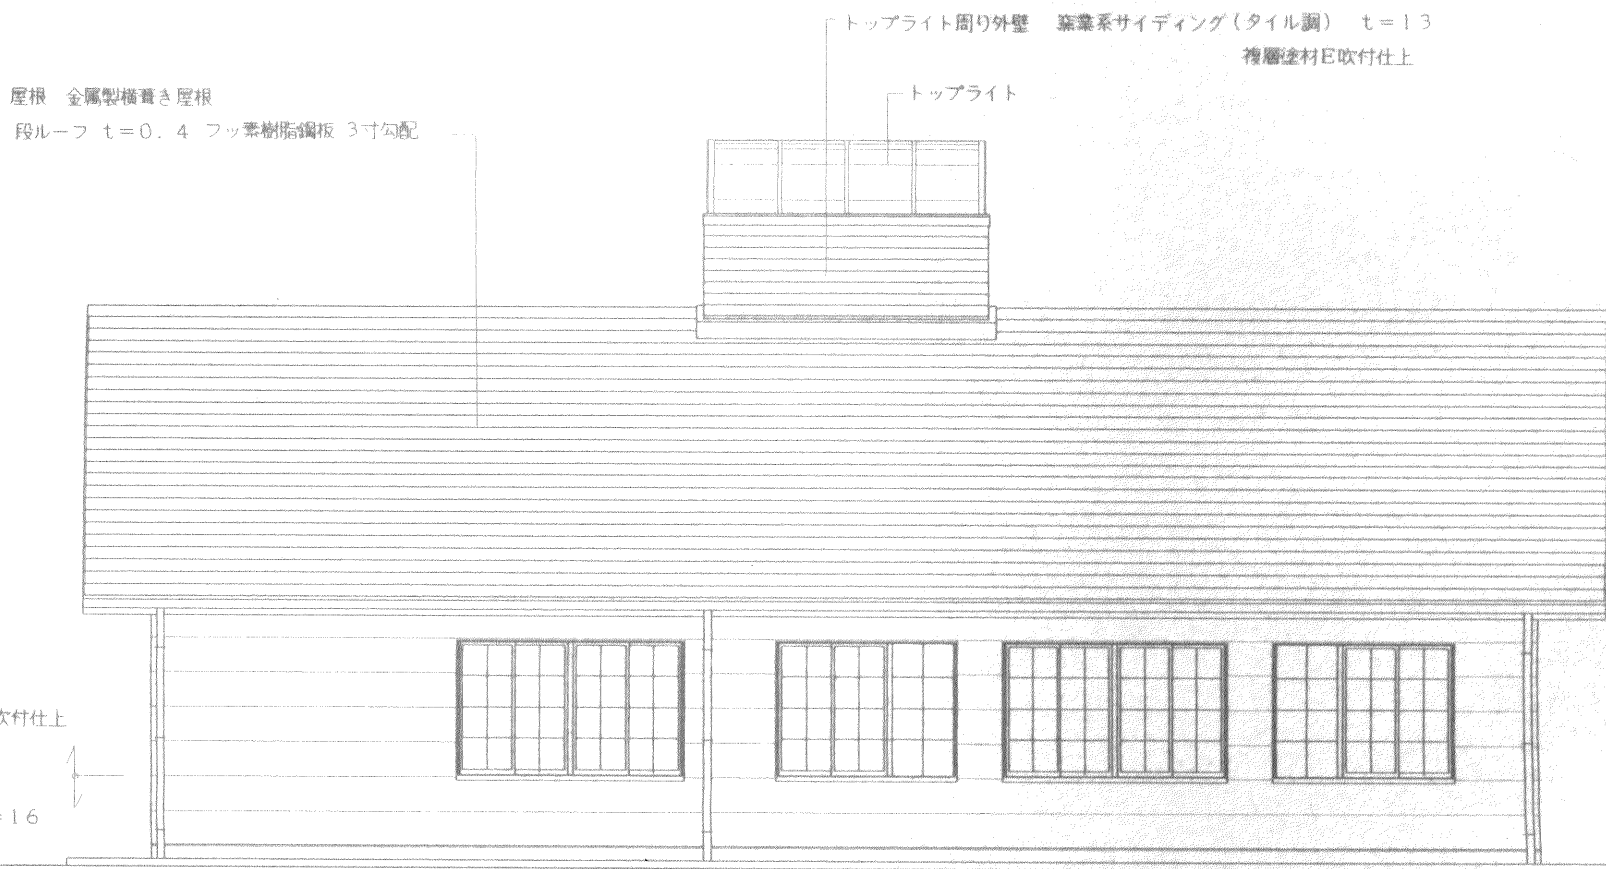 トップライト周り外壁　窯業系サイディング（タイル調）　ｔ＝１３
複層塗材Ｅ吹付仕上
屋根　金属製横葺き屋根
トップライト
段ルーフ ｔ＝０．４ フッ素樹脂鋼板 ３寸勾配
吹付仕上
＝１６